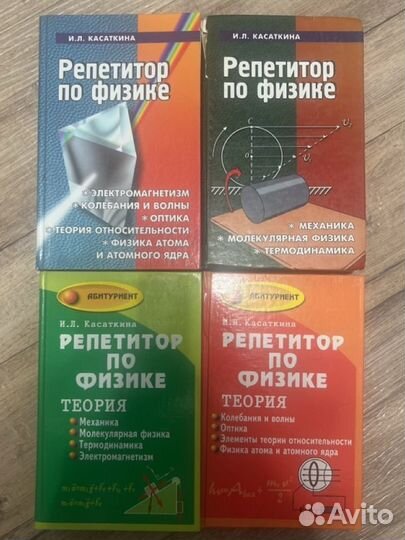 И.Л. КАСАТКИНА
Репетитор
по физике
* ЭЛЕКТРОМАГНЕТИЗМ
* КОЛЕБАНИЯ И ВОЛНЫ
* ОПТИКА
* ТЕОРИЯ ОТНОСИТЕЛЬНОСТИ
* ФИЗИКА АТОМА
И АТОМНОГО ЯДРА
И.Л. КАСАТКИНА
Репетитор
по физике
C
O
* МЕХАНИКА
* МОЛЕКУЛЯРНАЯ ФИЗИКА
* ТЕРМОДИНАМИКА
АБИТУРИЕНТ
И.Л. Касаткина
РЕПЕТИТОР
ПО
ФИЗИКЕ
ТЕОРИЯ
Механика
Молекулярная физика
Термодинамика
Электромагнетизм
АБИТУРИЕНТ
И.Л. Касаткина
РЕПЕТИТОР
ПО
ФИЗИКЕ
ТЕОРИЯ
Колебания и волны
Оптика
Элементы теории относительности
Физика атома и атомного ядра
Avito